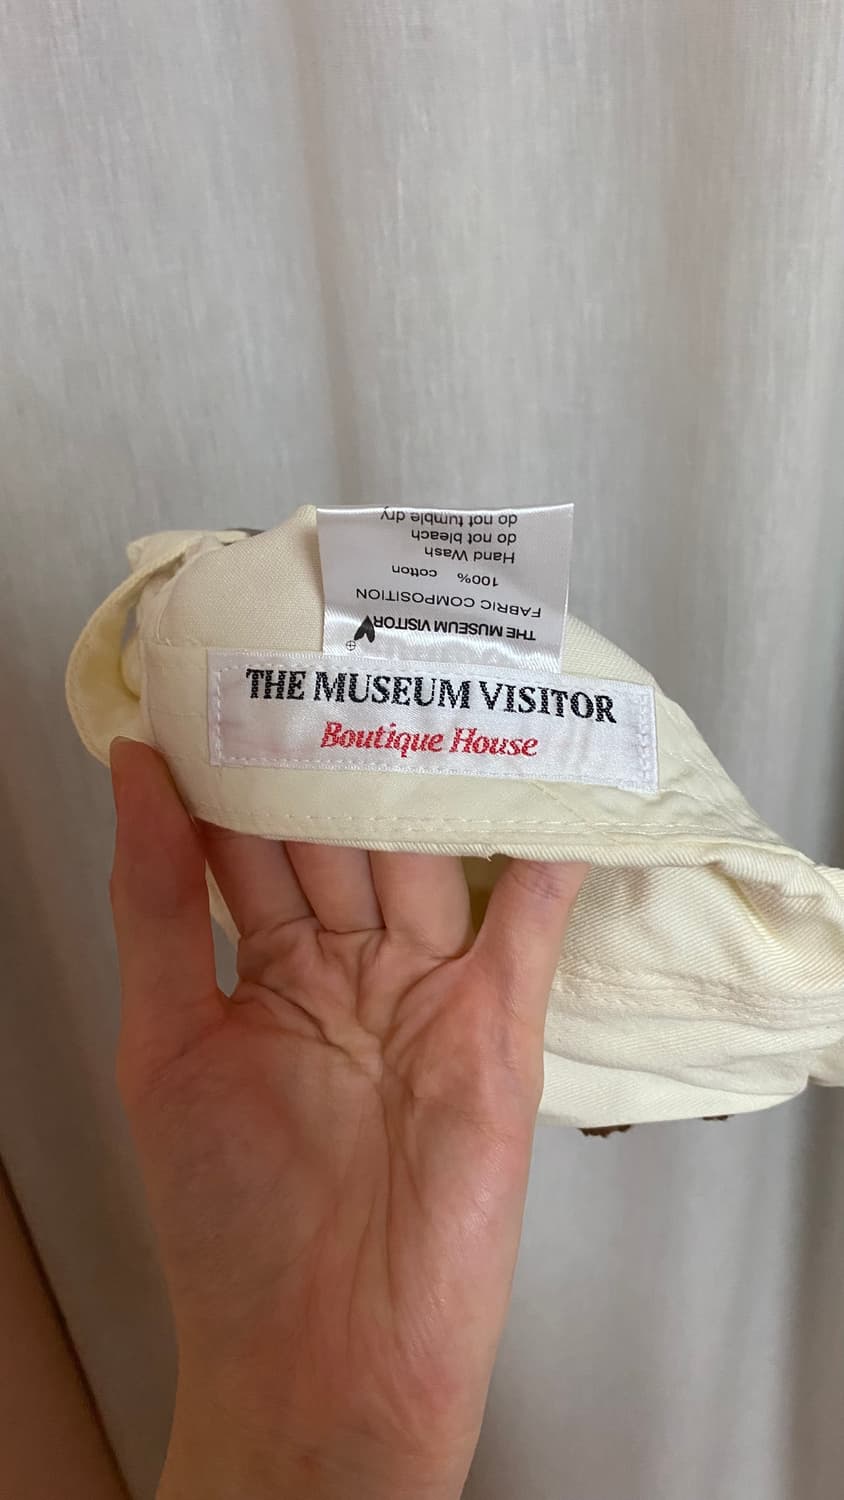 THE MUSEUM VISITOR
FABRIC COMPOSITION
100% cotton
Hand Wash
do not bleach
do not tumble dry
THE MUSEUM VISITOR
Boutique House